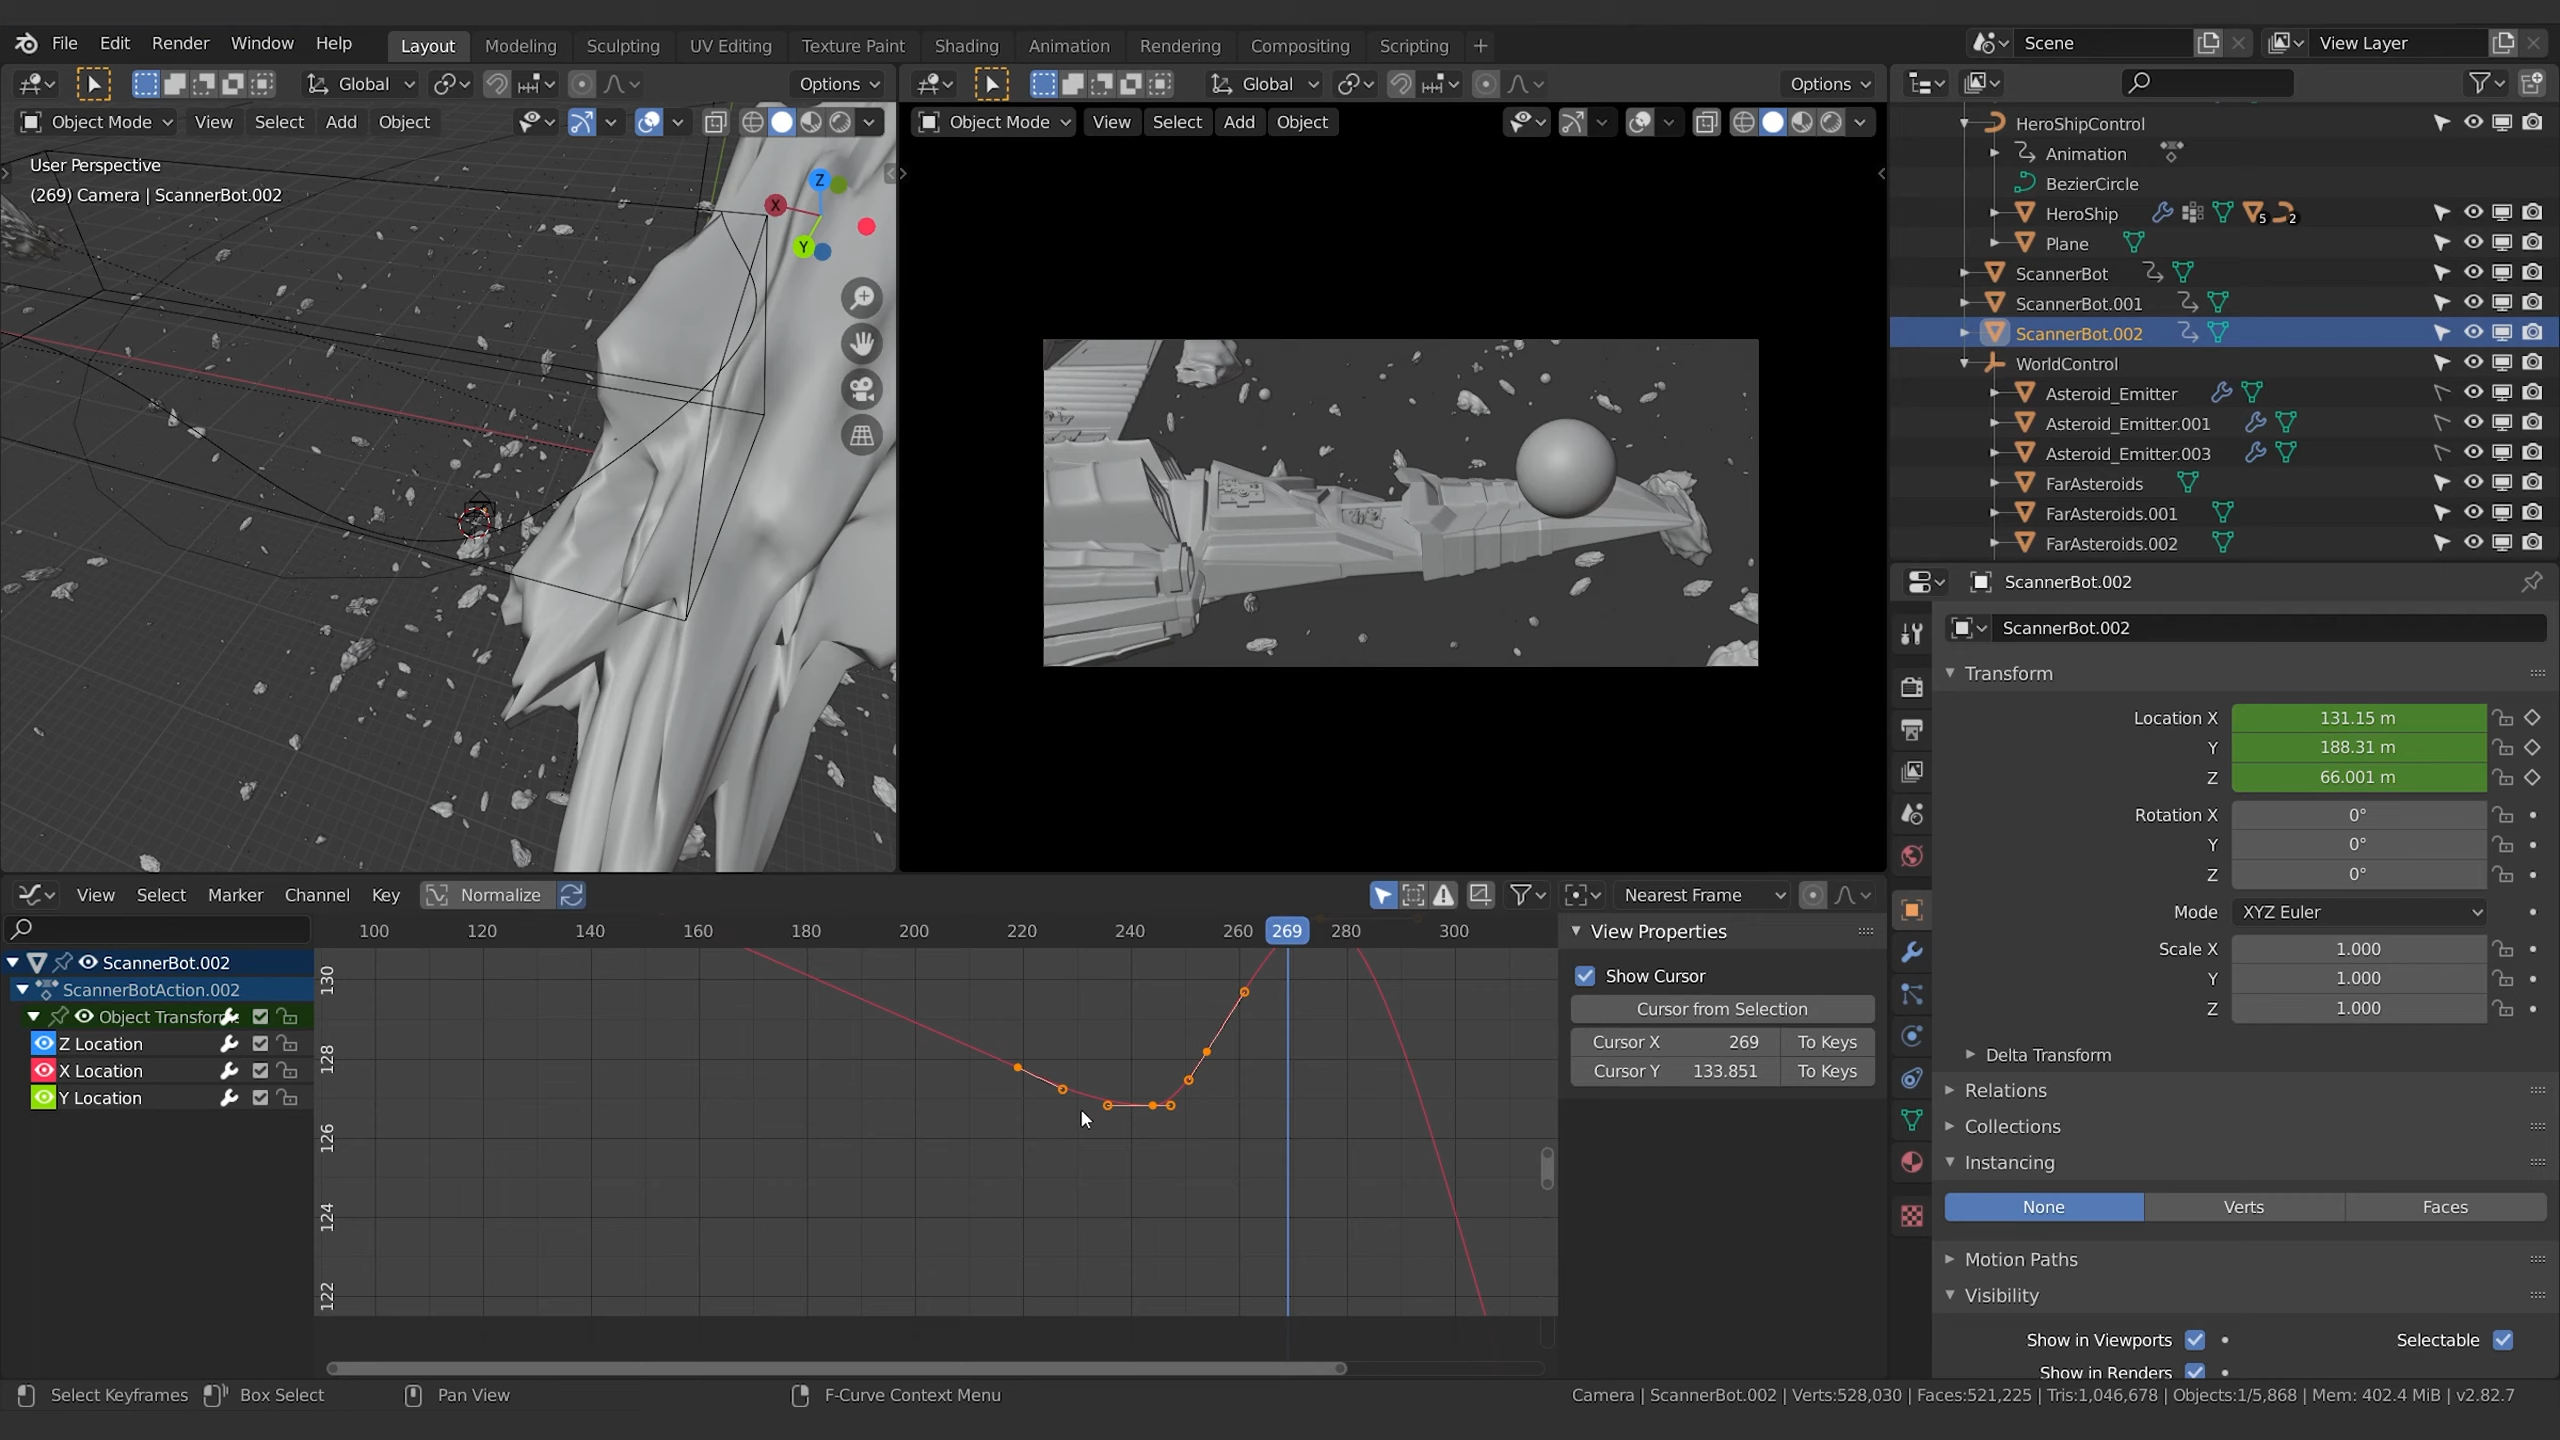 File Edit Render Window Help Layout Modeling Sculpting UV Editing Texture Paint Shading Animation Rendering Compositing Scripting + Scene View Layer
Global Options Global Options
Object Mode View Select Add Object Object Mode View Select Add Object
User Perspective
(269) Camera | ScannerBot.002
Z
X
Y
HeroShipControl
Animation
BezierCircle
HeroShip 5 2
Plane
ScannerBot
ScannerBot.001
ScannerBot.002
WorldControl
Asteroid_Emitter
Asteroid_Emitter.001
Asteroid_Emitter.003
FarAsteroids
FarAsteroids.001
FarAsteroids.002
ScannerBot.002
ScannerBot.002
Transform
Location X 131.15 m
Y 188.31 m
Z 66.001 m
Rotation X 0°
Y 0°
Z 0°
Mode XYZ Euler
Scale X 1.000
Y 1.000
Z 1.000
Delta Transform
Relations
Collections
Instancing
None Verts Faces
Motion Paths
Visibility
Show in Viewports Selectable
Show in Renders
View Select Marker Channel Key Normalize Nearest Frame
100 120 140 160 180 200 220 240 260 269 280 300
ScannerBot.002
ScannerBotAction.002
Object Transform
Z Location
X Location
Y Location
130
128
126
124
122
View Properties
Show Cursor
Cursor from Selection
Cursor X 269 To Keys
Cursor Y 133.851 To Keys
Select Keyframes Box Select Pan View F-Curve Context Menu Camera | ScannerBot.002 | Verts:528,030 | Faces:521,225 | Tris:1,046,678 | Objects:1/5,868 | Mem: 402.4 MiB | v2.82.7